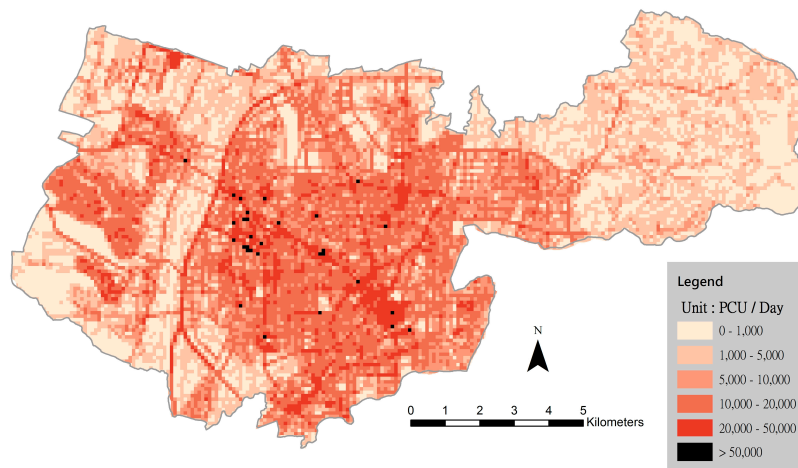 Legend
Unit : PCU / Day
0 - 1,000
1,000 - 5,000
5,000 - 10,000
10,000 - 20,000
20,000 - 50,000
> 50,000
N
0 1 2 3 4 5
Kilometers